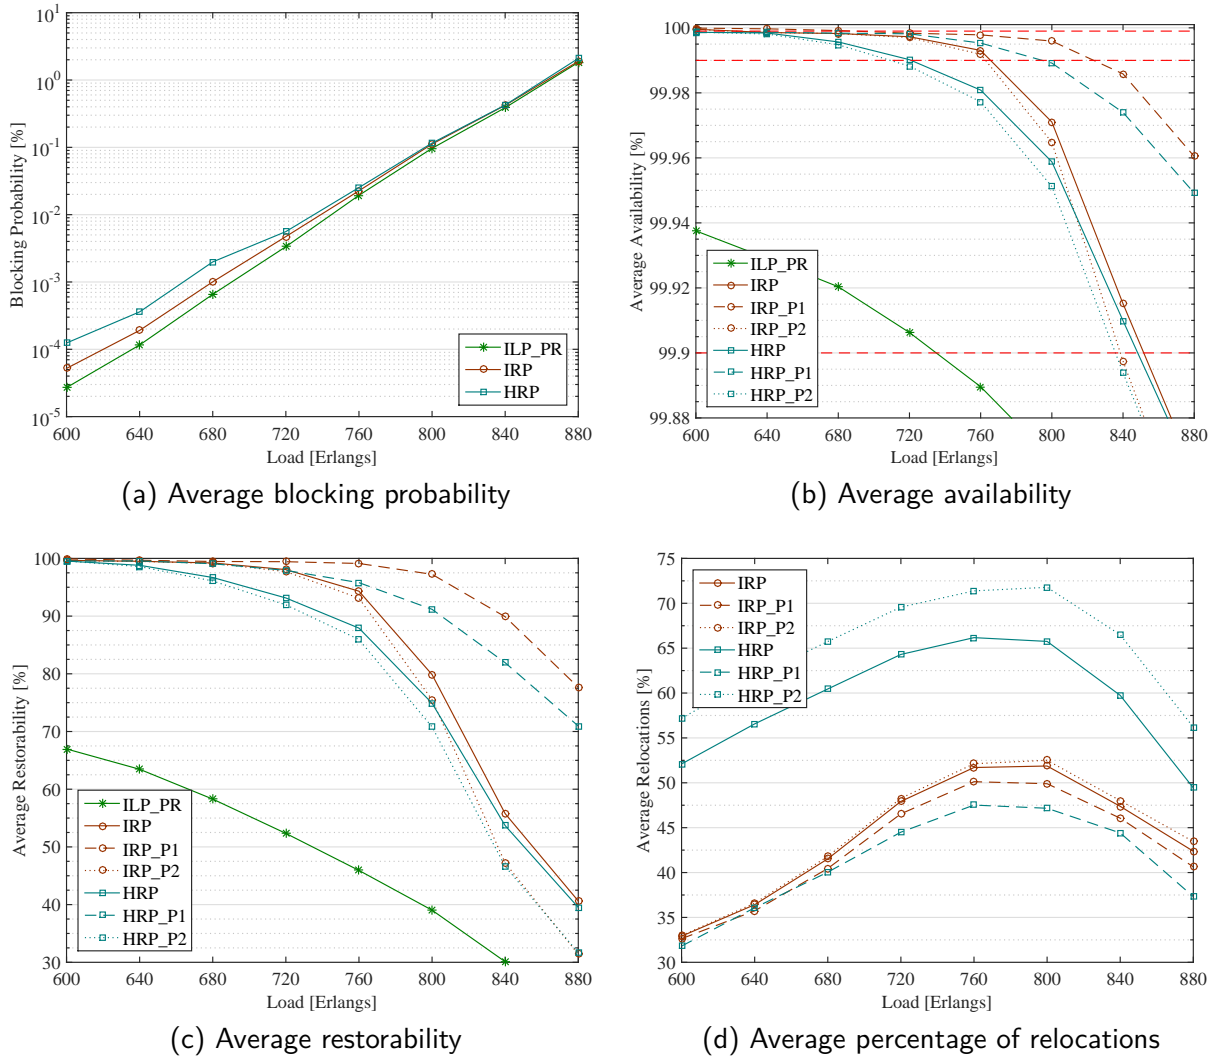 10^1
10^0
10^-1
10^-2
10^-3
10^-4
10^-5
Blocking Probability [%]
ILP_PR
IRP
HRP
600 640 680 720 760 800 840 880
Load [Erlangs]
(a) Average blocking probability
100
99.98
99.96
99.94
99.92
99.9
99.88
Average Availability [%]
ILP_PR
IRP
IRP_P1
IRP_P2
HRP
HRP_P1
HRP_P2
600 640 680 720 760 800 840 880
Load [Erlangs]
(b) Average availability
100
90
80
70
60
50
40
30
Average Restorability [%]
ILP_PR
IRP
IRP_P1
IRP_P2
HRP
HRP_P1
HRP_P2
600 640 680 720 760 800 840 880
Load [Erlangs]
(c) Average restorability
75
70
65
60
55
50
45
40
35
30
Average Relocations [%]
IRP
IRP_P1
IRP_P2
HRP
HRP_P1
HRP_P2
600 640 680 720 760 800 840 880
Load [Erlangs]
(d) Average percentage of relocations